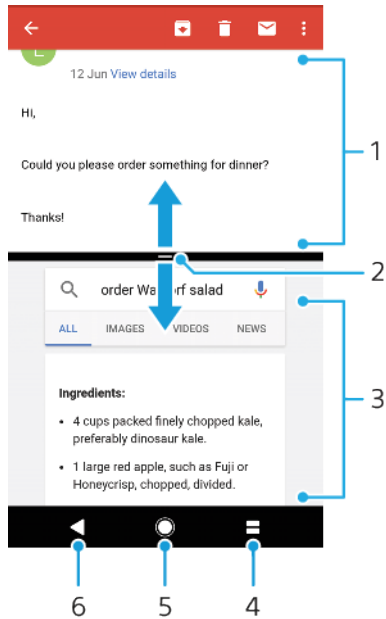 12 Jun View details
Hi,
Could you please order something for dinner?
Thanks!
order Wa rf salad
ALL IMAGES VIDEOS NEWS
Ingredients:
• 4 cups packed finely chopped kale,
preferably dinosaur kale.
• 1 large red apple, such as Fuji or
Honeycrisp, chopped, divided.
1
2
3
6 5 4